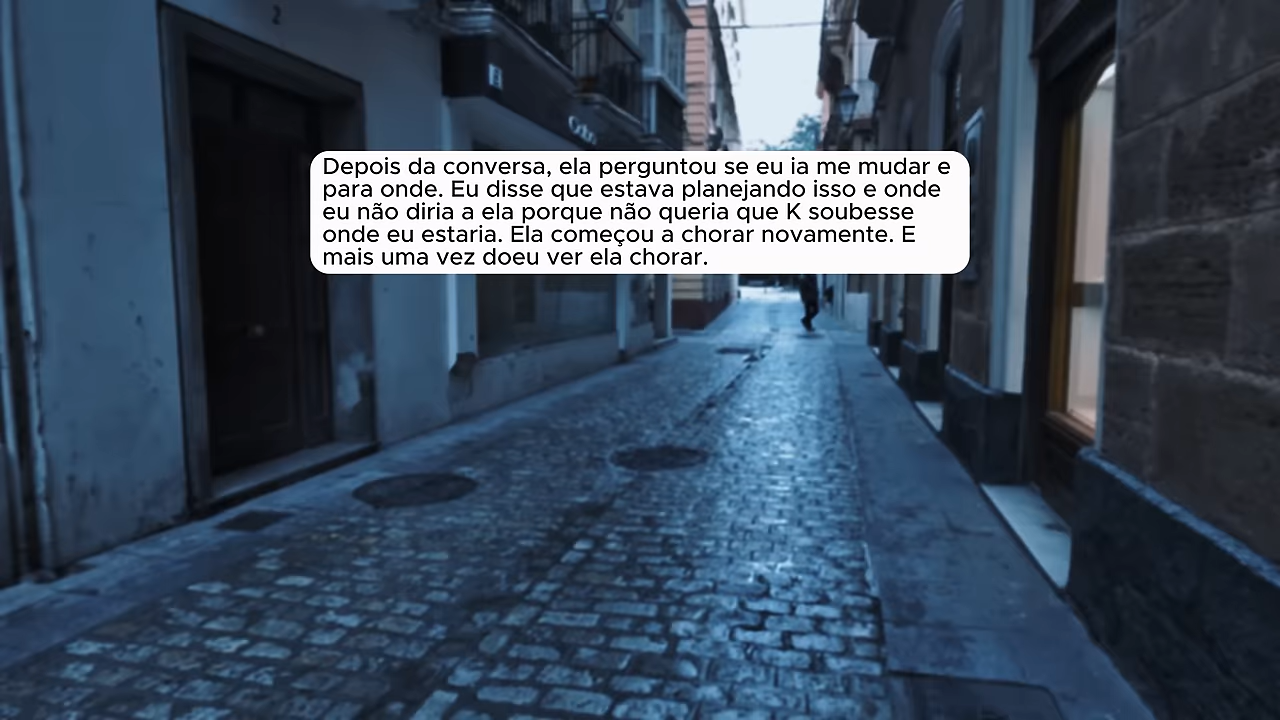 2
Depois da conversa, ela perguntou se eu ia me mudar e
para onde. Eu disse que estava planejando isso e onde
eu não diria a ela porque não queria que K soubesse
onde eu estaria. Ela começou a chorar novamente. E
mais uma vez doeu ver ela chorar.